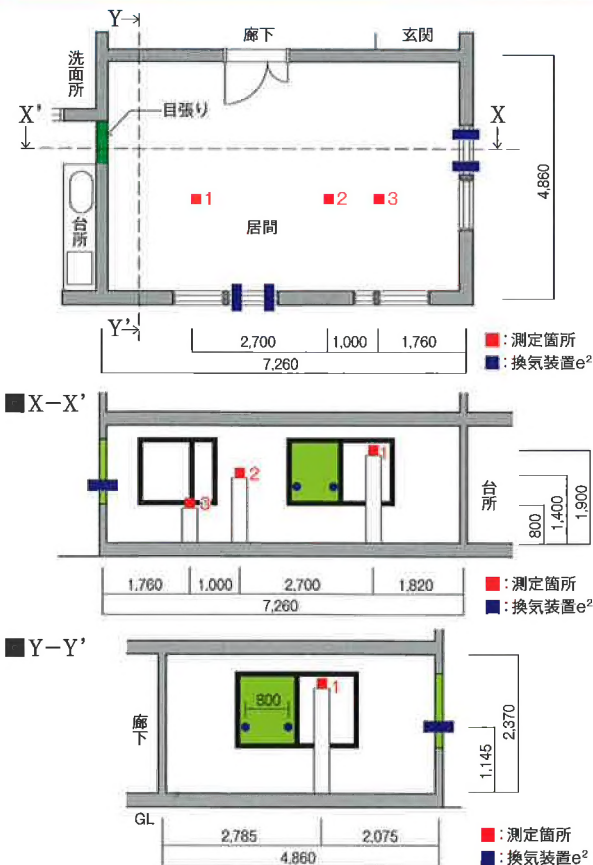 Y
廊下
玄関
洗面所
X'
目張り
X
1
2
3
居間
台所
4,860
Y'
2,700
1,000
1,760
7,260
■:測定箇所
■:換気装置e²
■X−X'
1
2
3
台所
800
1,400
1,900
1,760
1,000
2,700
1,820
7,260
■:測定箇所
■:換気装置e²
■Y−Y'
1
800
廊下
2,370
1,145
GL
2,785
2,075
4,860
■:測定箇所
■:換気装置e²